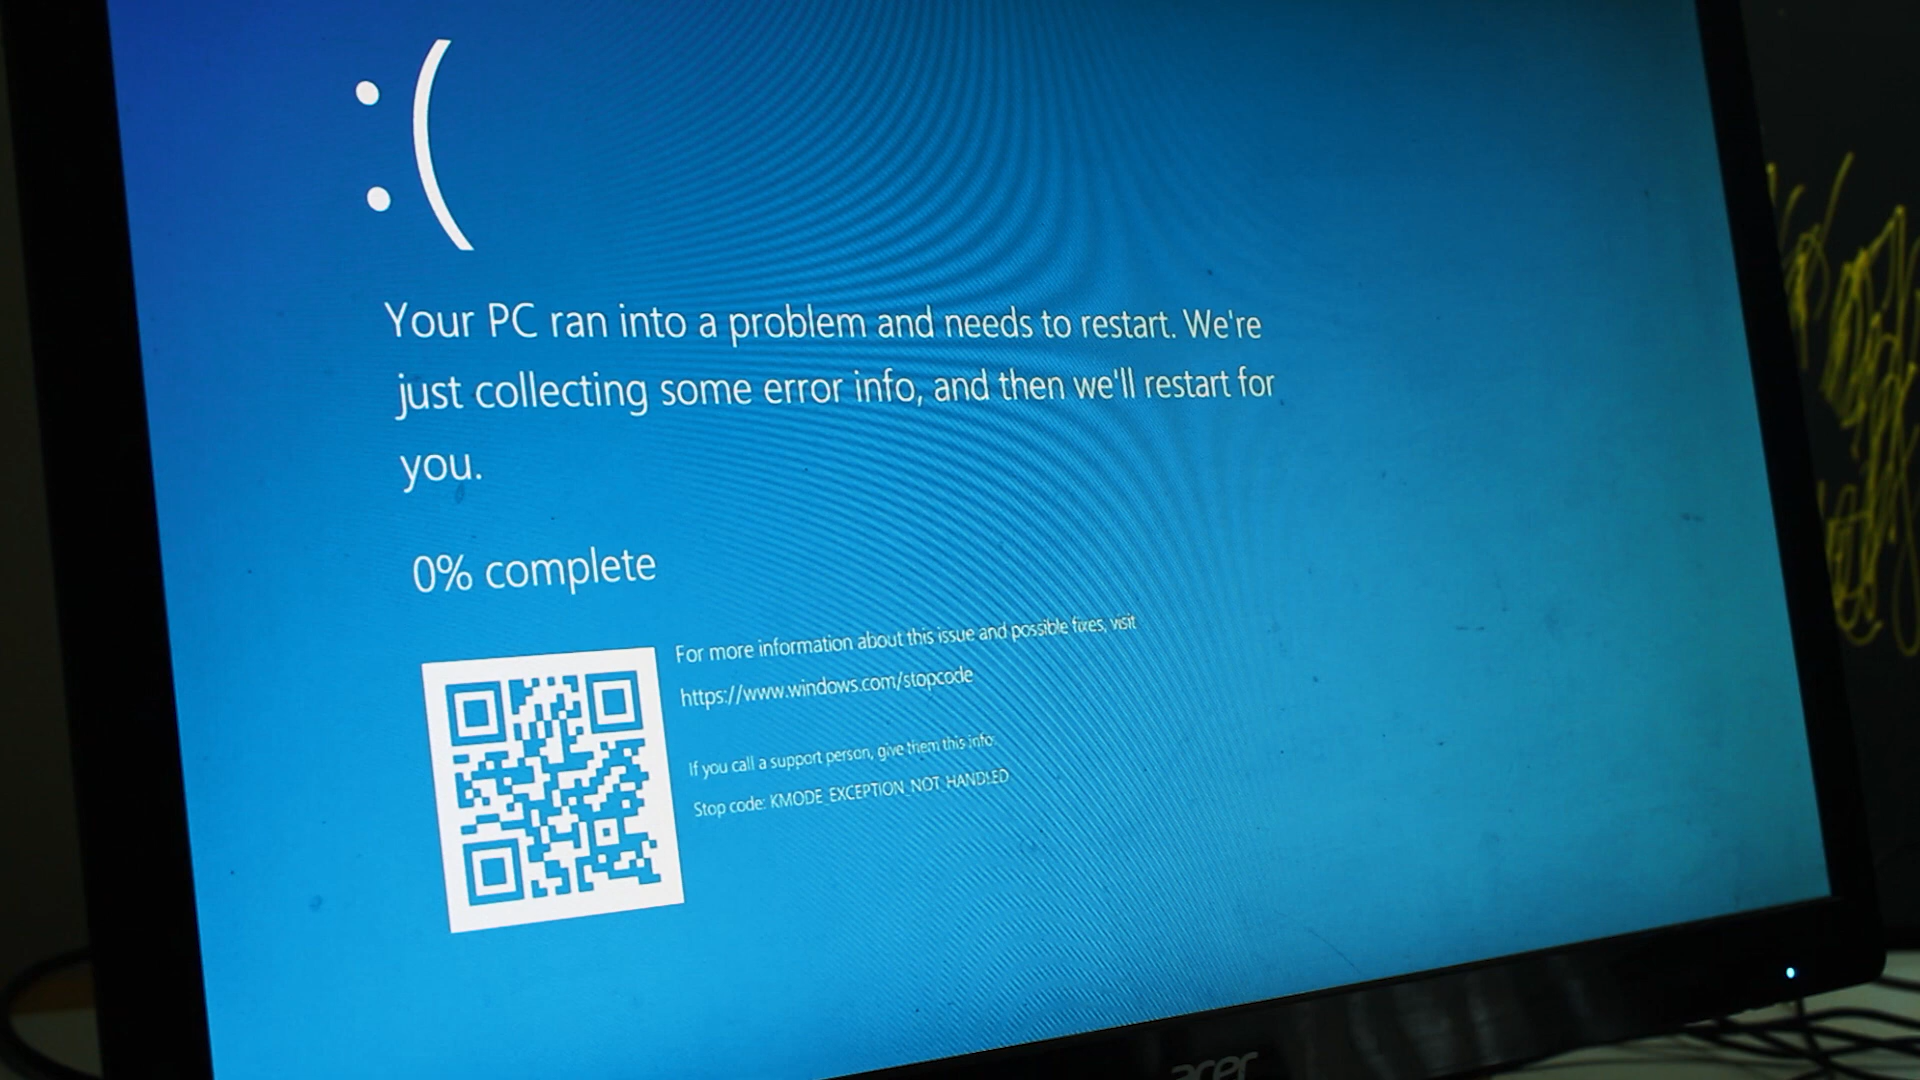 :(
Your PC ran into a problem and needs to restart. We're
just collecting some error info, and then we'll restart for
you.
0% complete
For more information about this issue and possible fixes, visit
https://www.windows.com/stopcode
If you call a support person, give them this info:
Stop code: KMODE_EXCEPTION_NOT_HANDLED
acer